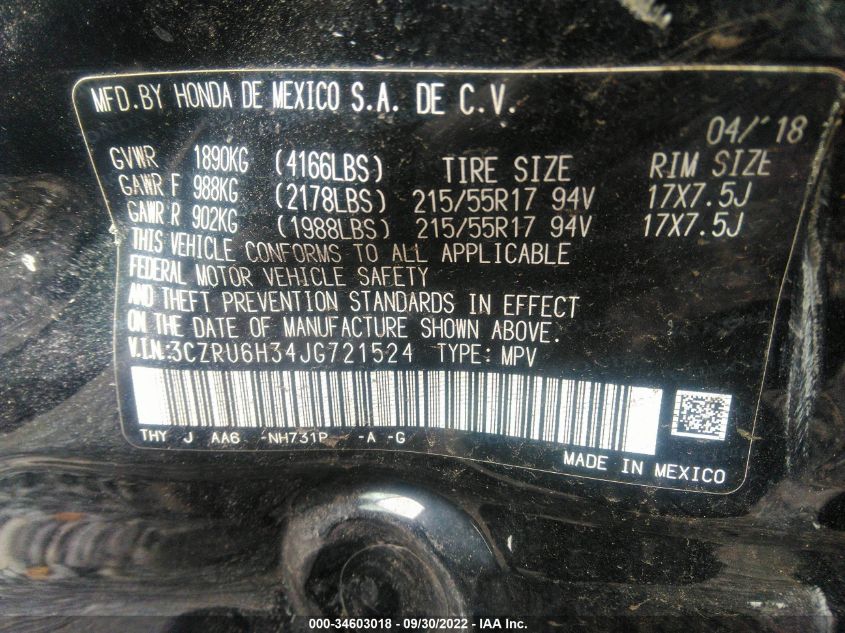 MFD.BY HONDA DE MEXICO S.A. DE C.V.
04/'18
GVWR 1890KG (4166LBS) TIRE SIZE RIM SIZE
GAWR F 988KG (2178LBS) 215/55R17 94V 17X7.5J
GAWR R 902KG (1988LBS) 215/55R17 94V 17X7.5J
THIS VEHICLE CONFORMS TO ALL APPLICABLE
FEDERAL MOTOR VEHICLE SAFETY
AND THEFT PREVENTION STANDARDS IN EFFECT
ON THE DATE OF MANUFACTURE SHOWN ABOVE.
V.I.N:3CZRU6H34JG721524 TYPE: MPV
THY J AA6 -NH731P -A -G
MADE IN MEXICO
000-34603018 - 09/30/2022 - IAA Inc.